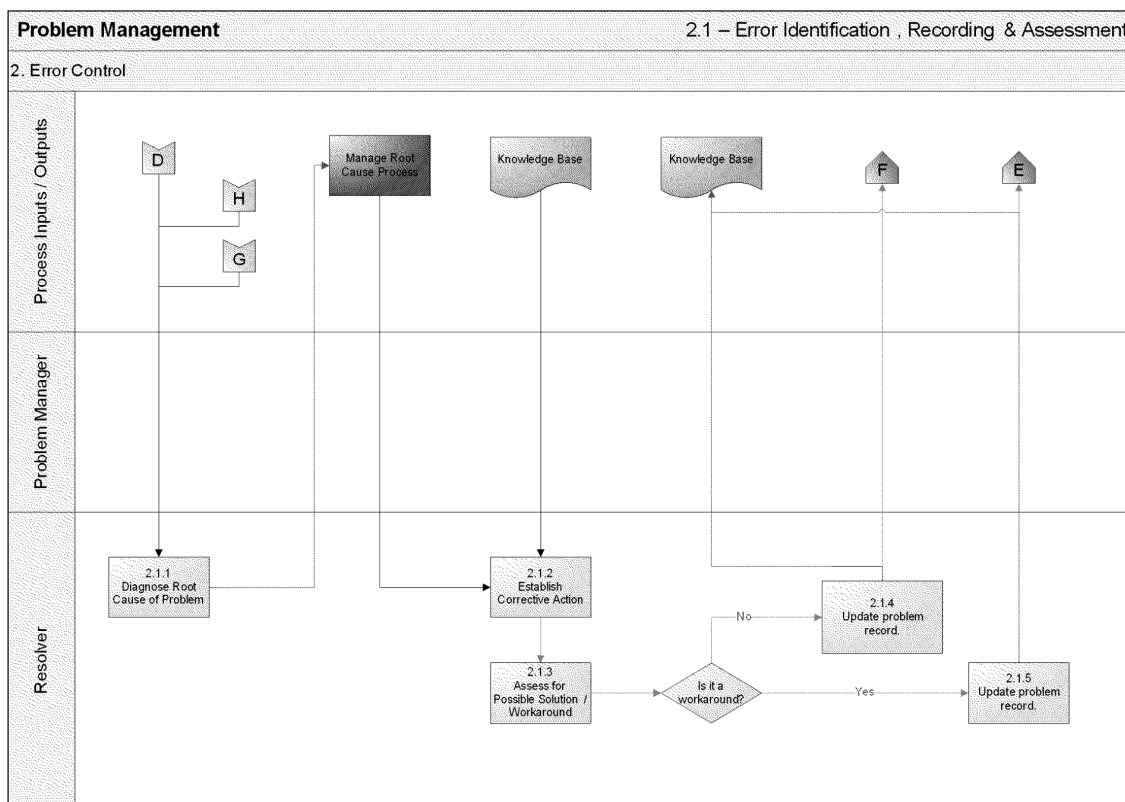 Problem Management
2.1 – Error Identification , Recording & Assessment
2. Error Control
Process Inputs / Outputs
D
H
G
Manage Root
Cause Process
Knowledge Base
Knowledge Base
F
E
Problem Manager
Resolver
2.1.1
Diagnose Root
Cause of Problem
2.1.2
Establish
Corrective Action
2.1.3
Assess for
Possible Solution /
Workaround
Is it a
workaround?
No
Yes
2.1.4
Update problem
record.
2.1.5
Update problem
record.